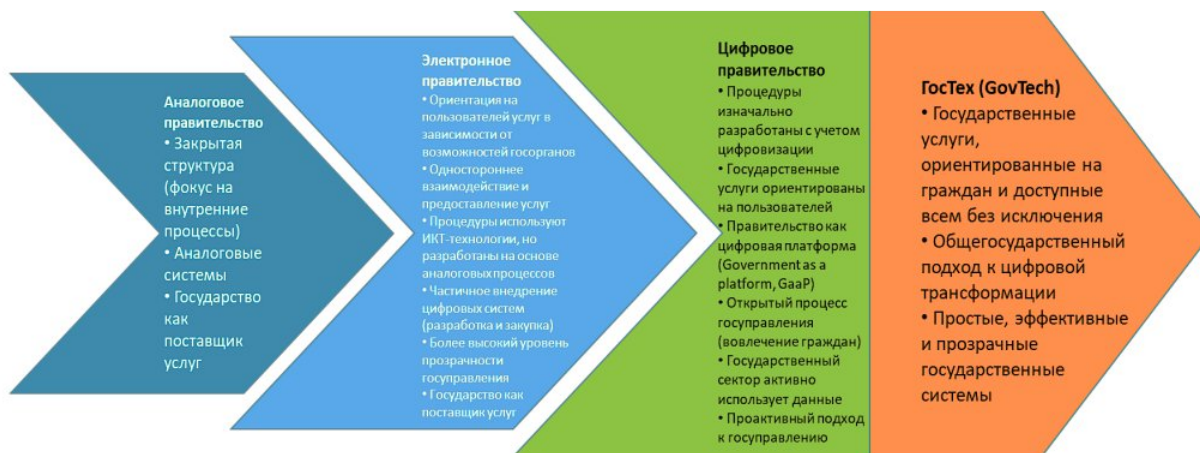 Аналоговое
правительство
• Закрытая
структура
(фокус на
внутренние
процессы)
• Аналоговые
системы
• Государство
как
поставщик
услуг
Электронное
правительство
• Ориентация на
пользователей услуг в
зависимости от
возможностей госорганов
• Одностороннее
взаимодействие и
предоставление услуг
• Процедуры используют
ИКТ-технологии, но
разработаны на основе
аналоговых процессов
• Частичное внедрение
цифровых систем
(разработка и закупка)
• Более высокий уровень
прозрачности
госуправления
• Государство как
поставщик услуг
Цифровое
правительство
• Процедуры
изначально
разработаны с учетом
цифровизации
• Государственные
услуги ориентированы
на пользователей
• Правительство как
цифровая платформа
(Government as a
platform, GaaP)
• Открытый процесс
госуправления
(вовлечение граждан)
• Государственный
сектор активно
использует данные
• Проактивный подход
к госуправлению
ГосТех (GovTech)
• Государственные
услуги,
ориентированные на
граждан и доступные
всем без исключения
• Общегосударственный
подход к цифровой
трансформации
• Простые, эффективные
и прозрачные
государственные
системы